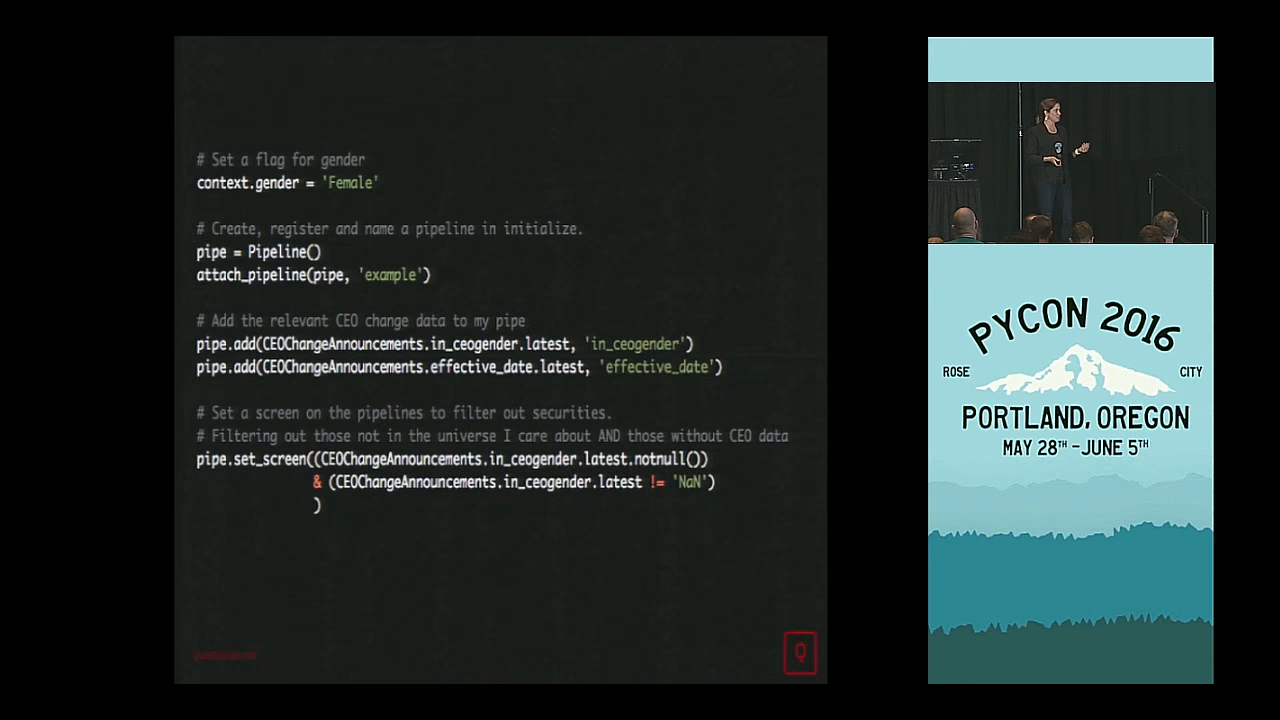 # Set a flag for gender
context.gender = 'Female'
# Create, register and name a pipeline in initialize.
pipe = Pipeline()
attach_pipeline(pipe, 'example')
# Add the relevant CEO change data to my pipe
pipe.add(CEOChangeAnnouncements.in_ceogender.latest, 'in_ceogender')
pipe.add(CEOChangeAnnouncements.effective_date.latest, 'effective_date')
# Set a screen on the pipelines to filter out securities.
# Filtering out those not in the universe I care about AND those without CEO data
pipe.set_screen((CEOChangeAnnouncements.in_ceogender.latest.notnull())
& (CEOChangeAnnouncements.in_ceogender.latest != 'NaN')
)
Q
PYCON 2016
ROSE CITY
PORTLAND, OREGON
MAY 28TH - JUNE 5TH